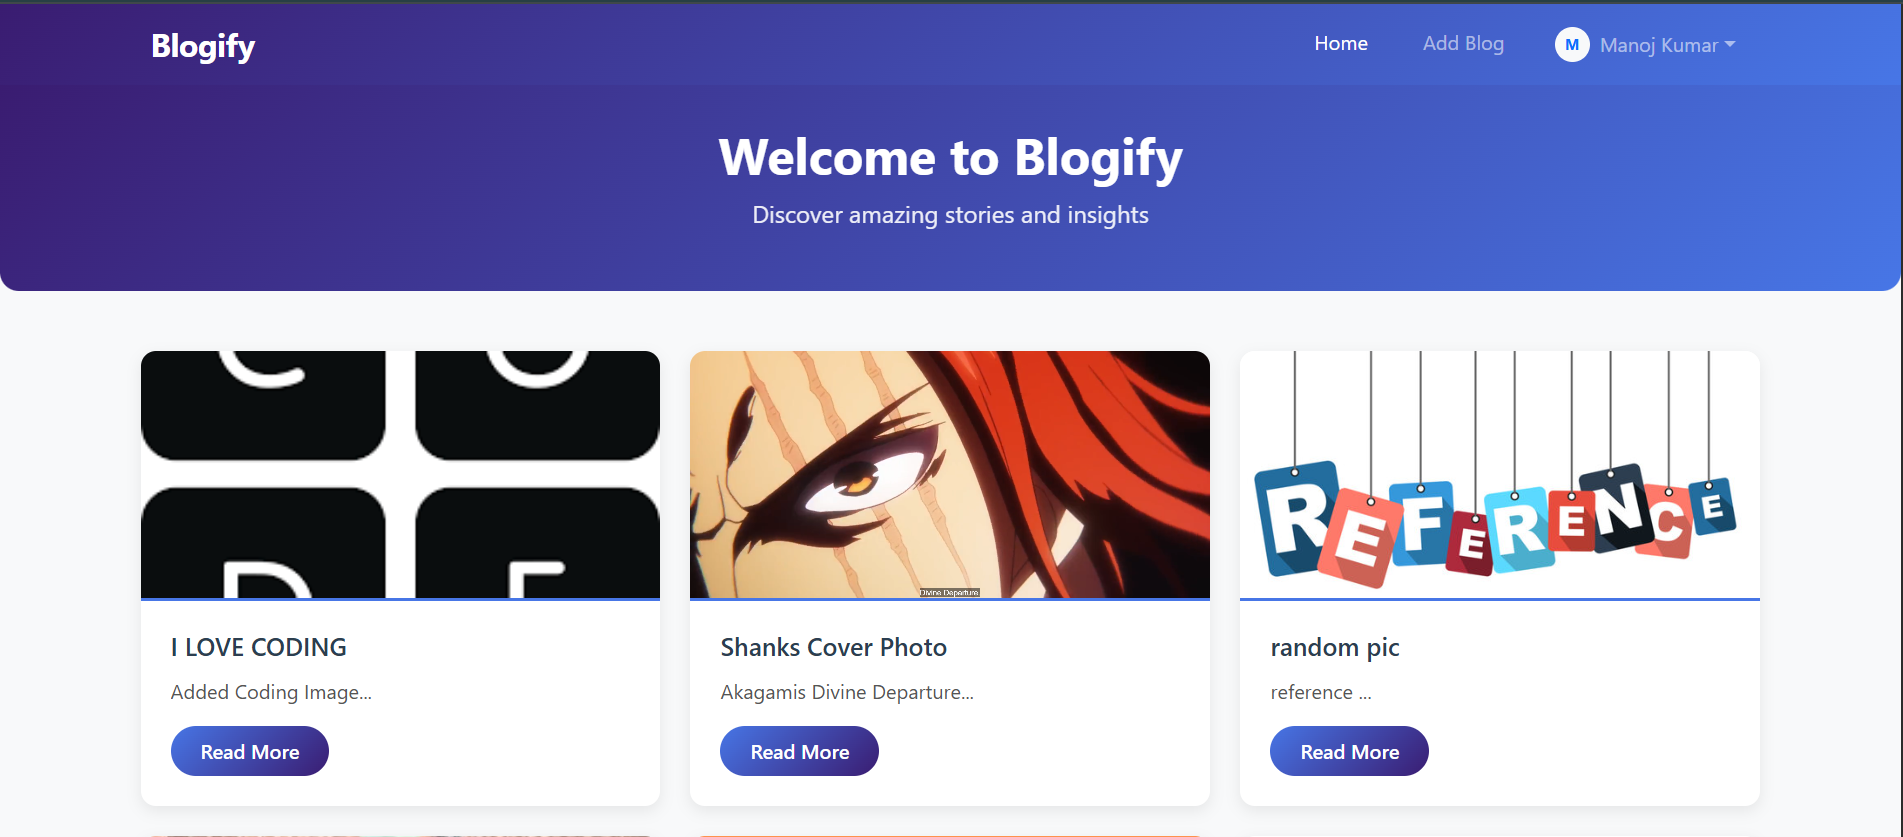 Blogify
Home
Add Blog
M
Manoj Kumar
Welcome to Blogify
Discover amazing stories and insights
C O
D E
Divine Departure
REFERENCE
I LOVE CODING
Added Coding Image...
Read More
Shanks Cover Photo
Akagamis Divine Departure...
Read More
random pic
reference ...
Read More